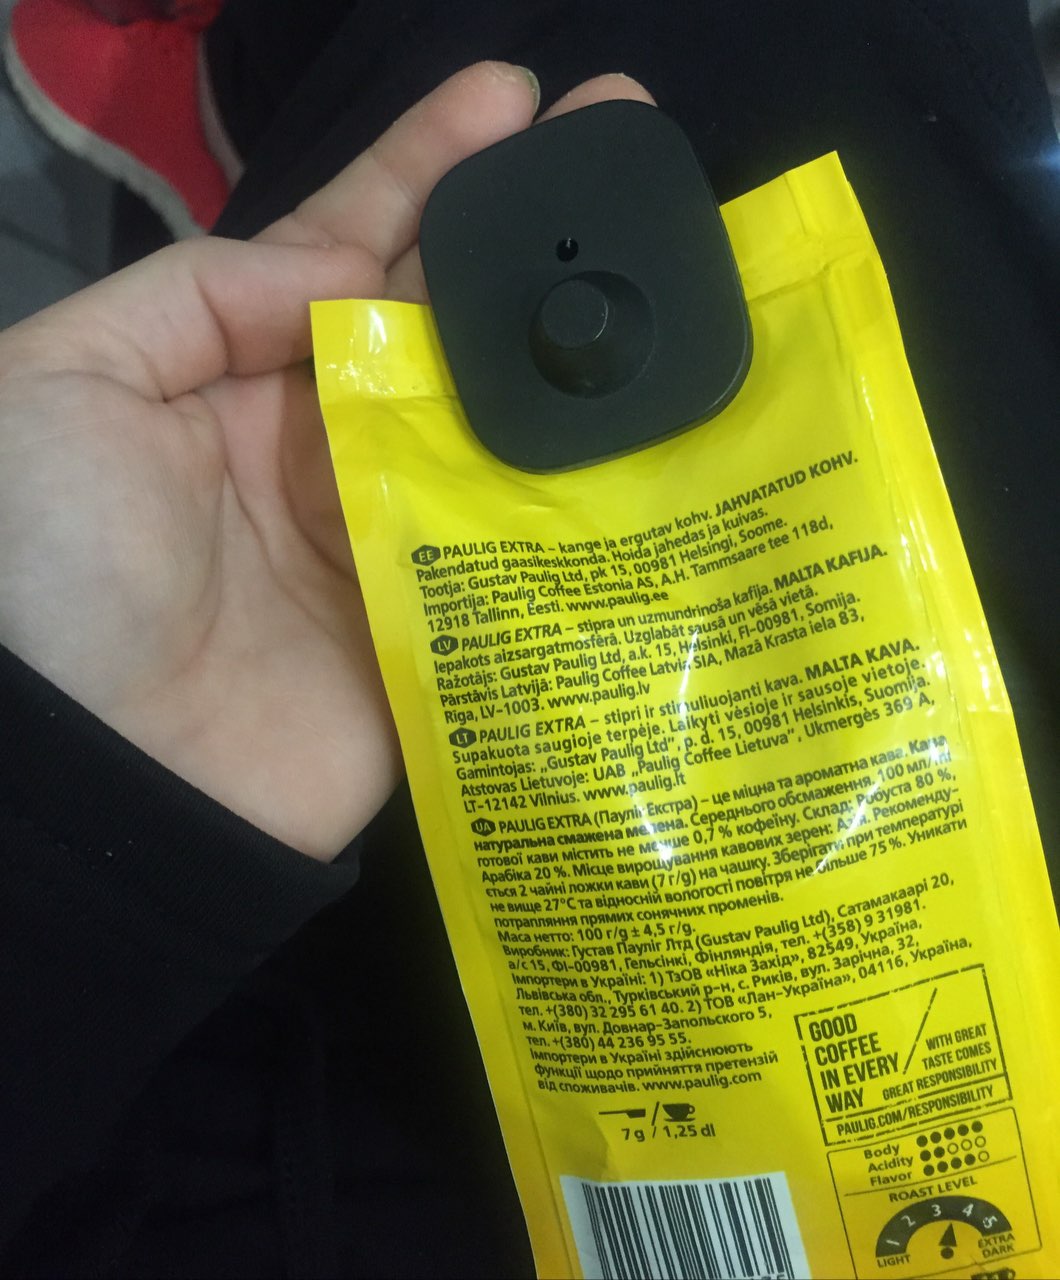 EE PAULIG EXTRA – kange ja ergutav kohv. JAHVATATUD KOHV.
Pakendatud gaasikeskkonda. Hoida jahedas ja kuivas.
Tootja: Gustav Paulig Ltd, pk 15, 00981 Helsingi, Soome.
Importija: Paulig Coffee Estonia AS, A.H. Tammsaare tee 118d,
12918 Tallinn, Eesti. www.paulig.ee
LV PAULIG EXTRA – stipra un uzmundrinoša kafija. MALTA KAFIJA.
Iepakots aizsargatmosfērā. Uzglabāt sausā un vēsā vietā.
Ražotājs: Gustav Paulig Ltd, a.k. 15, Helsinki, FI-00981, Somija.
Pārstāvis Latvijā: Paulig Coffee Latvia SIA, Mazā Krasta iela 83,
Rīga, LV–1003. www.paulig.lv
LT PAULIG EXTRA – stipri ir stimuliuojanti kava. MALTA KAVA.
Supakuota saugioje terpėje. Laikyti vėsioje ir sausoje vietoje.
Gamintojas: „Gustav Paulig Ltd", p. d. 15, 00981 Helsinkis, Suomija.
Atstovas Lietuvoje: UAB „Paulig Coffee Lietuva", Ukmergės 369 A,
LT–12142 Vilnius. www.paulig.lt
UA PAULIG EXTRA (Пауліг Екстра) – це міцна та ароматна кава. Кава
натуральна смажена мелена. Середнього обсмаження. 100 мл/ml
готової кави містить не менше 0,7 % кофеїну. Склад: Робуста 80 %,
Арабіка 20 %. Місце вирощування кавових зерен: Азія. Рекоменду-
ється 2 чайні ложки кави (7 г/g) на чашку. Зберігати при температурі
не вище 27°C та відносній вологості повітря не більше 75 %. Уникати
потрапляння прямих сонячних променів.
Маса нетто: 100 г/g ± 4,5 г/g.
Виробник: Густав Пауліг Лтд (Gustav Paulig Ltd), Сатамакаарі 20,
а/с 15, ФІ-00981, Гельсінкі, Фінляндія, тел. +(358) 9 31981.
Імпортери в Україні: 1) ТзОВ «Ніка Захід», 82549, Україна,
Львівська обл., Турківський р-н, с. Риків, вул. Зарічна, 32,
тел. +(380) 32 295 61 40. 2) ТОВ «Лан-Україна», 04116, Україна,
м. Київ, вул. Довнар-Запольского 5,
тел. +(380) 44 236 95 55.
Імпортери в Україні здійснюють
функції щодо прийняття претензій
від споживачів. www.paulig.com
7 g / 1,25 dl
GOOD
COFFEE
IN EVERY
WAY
WITH GREAT
TASTE COMES
GREAT RESPONSIBILITY
PAULIG.COM/RESPONSIBILITY
Body
Acidity
Flavor
ROAST LEVEL
1 2 3 4 5
LIGHT
EXTRA
DARK